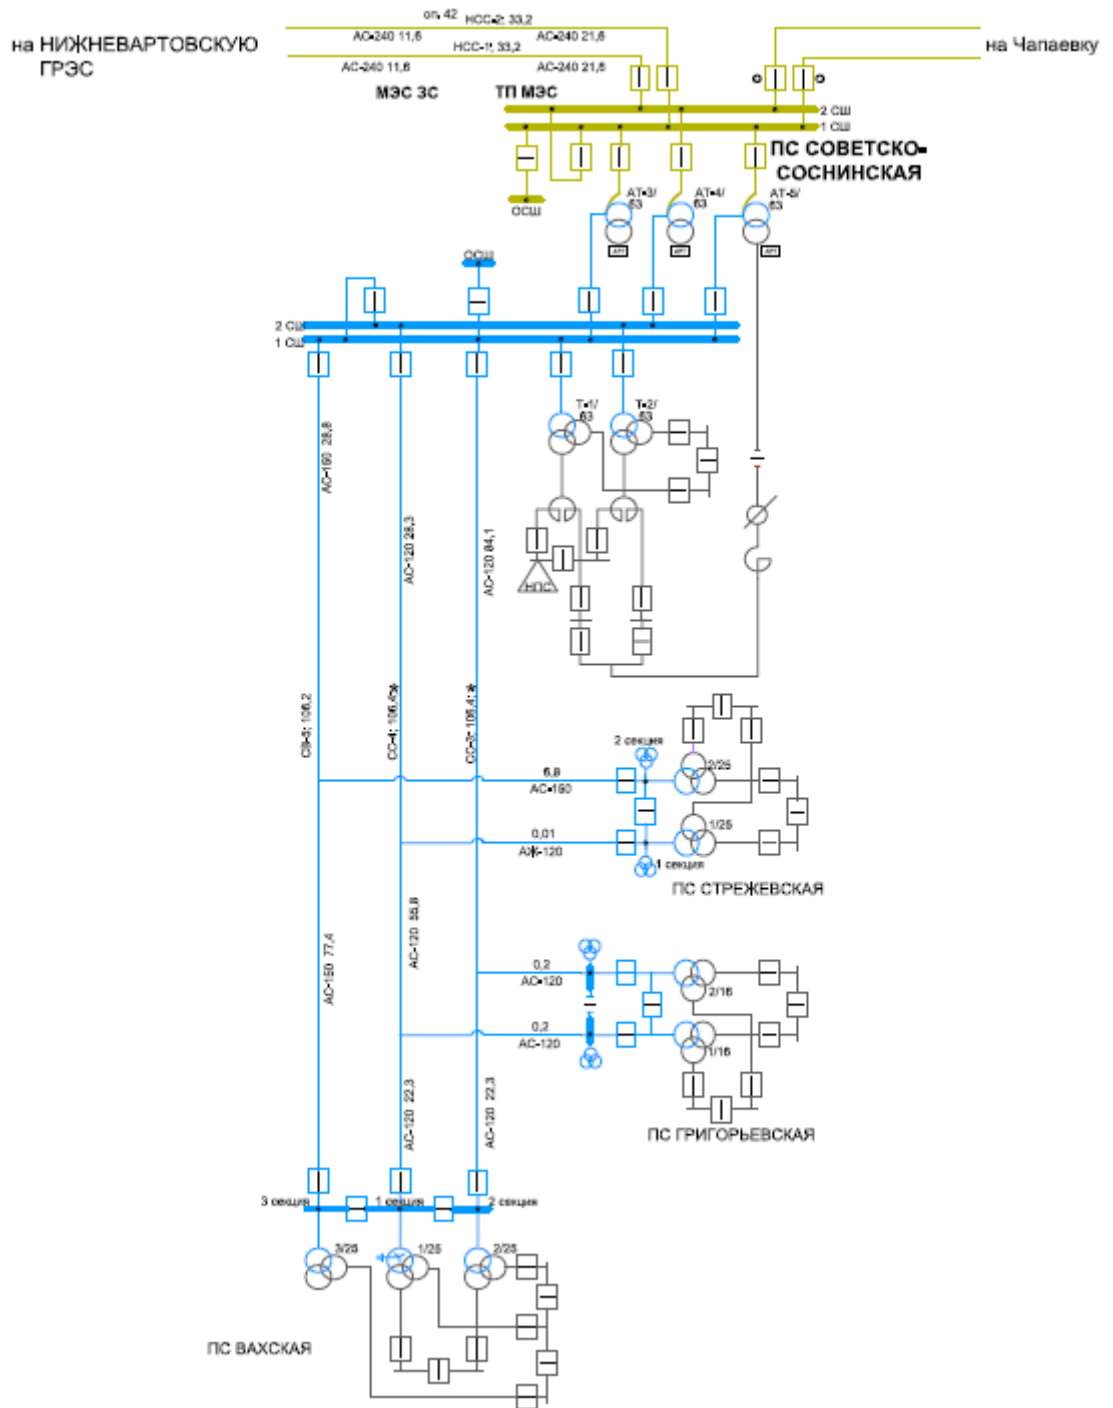 оп. 42
НСС-2; 33,2
АС-240 11,6
АС-240 21,6
на НИЖНЕВАРТОВСКУЮ
ГРЭС
НСС-1; 33,2
АС-240 11,6
АС-240 21,6
на Чапаевку
МЭС ЗС
ТП МЭС
2 СШ
1 СШ
ПС СОВЕТСКО-
СОСНИНСКАЯ
ОСШ
АТ-3/
63
АТ-4/
63
АТ-5/
63
ОСШ
2 СШ
1 СШ
Т-1/
63
Т-2/
63
АС-150 28,8
АС-120 28,3
АС-120 84,1
НПС
СВ-5; 106,2
СС-4; 106,4
СС-3; 106,4;
2 секция
2/25
6,8
АС-150
1/25
0,01
АЖ-120
1 секция
ПС СТРЕЖЕВСКАЯ
АС-150 77,4
АС-120 55,8
0,2
АС-120
2/16
0,2
АС-120
1/16
АС-120 22,3
АС-120 22,3
ПС ГРИГОРЬЕВСКАЯ
3 секция
1 секция
2 секция
3/25
1/25
2/25
ПС ВАХСКАЯ